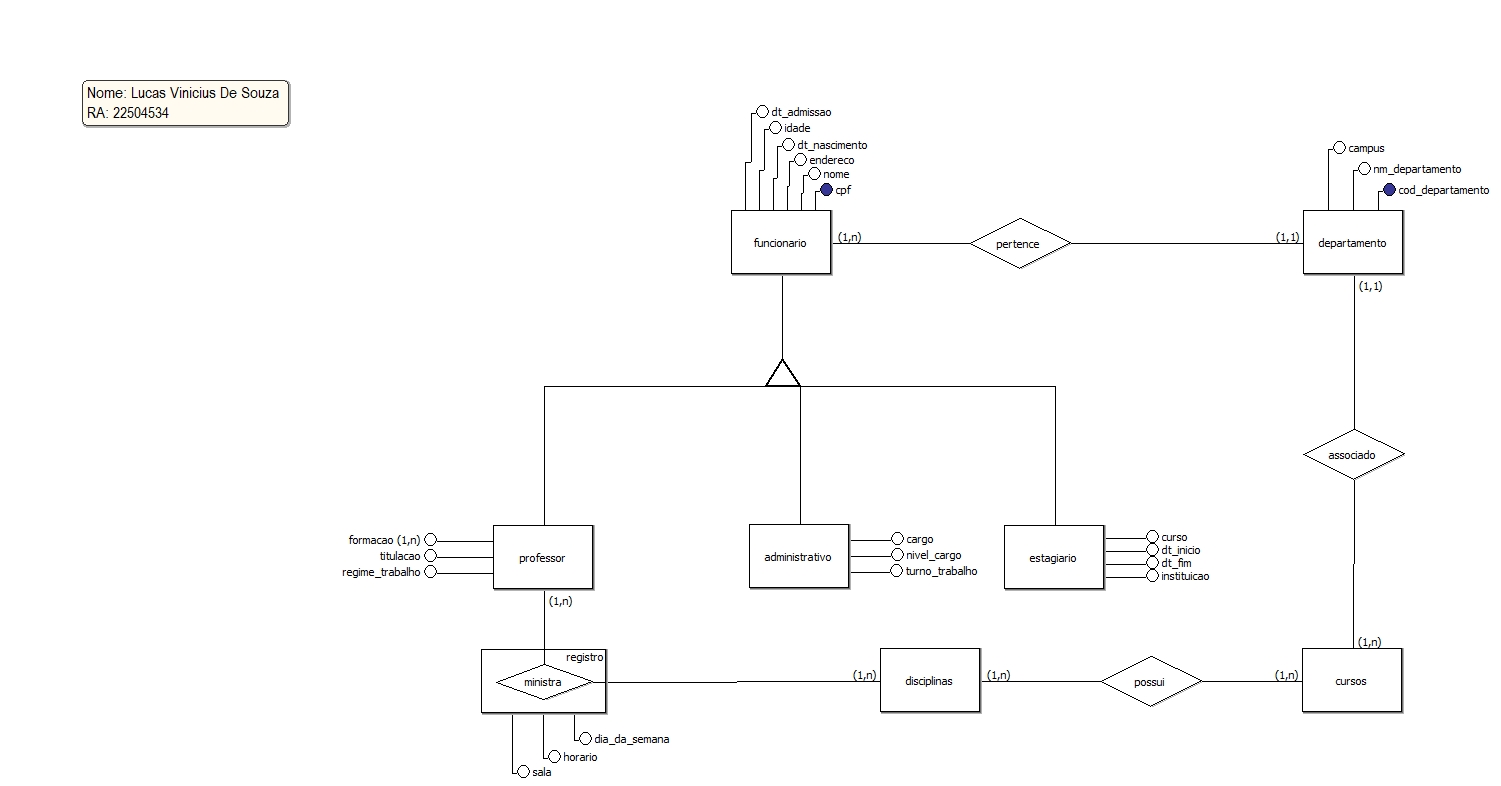 Nome: Lucas Vinicius De Souza
RA: 22504534
dt_admissao
idade
dt_nascimento
endereco
nome
cpf
campus
nm_departamento
cod_departamento
funcionario
(1,n)
pertence
(1,1)
departamento
(1,1)
associado
formacao (1,n)
titulacao
regime_trabalho
professor
administrativo
cargo
nivel_cargo
turno_trabalho
estagiario
curso
dt_inicio
dt_fim
instituicao
(1,n)
(1,n)
registro
ministra
(1,n)
disciplinas
(1,n)
possui
(1,n)
cursos
dia_da_semana
horario
sala